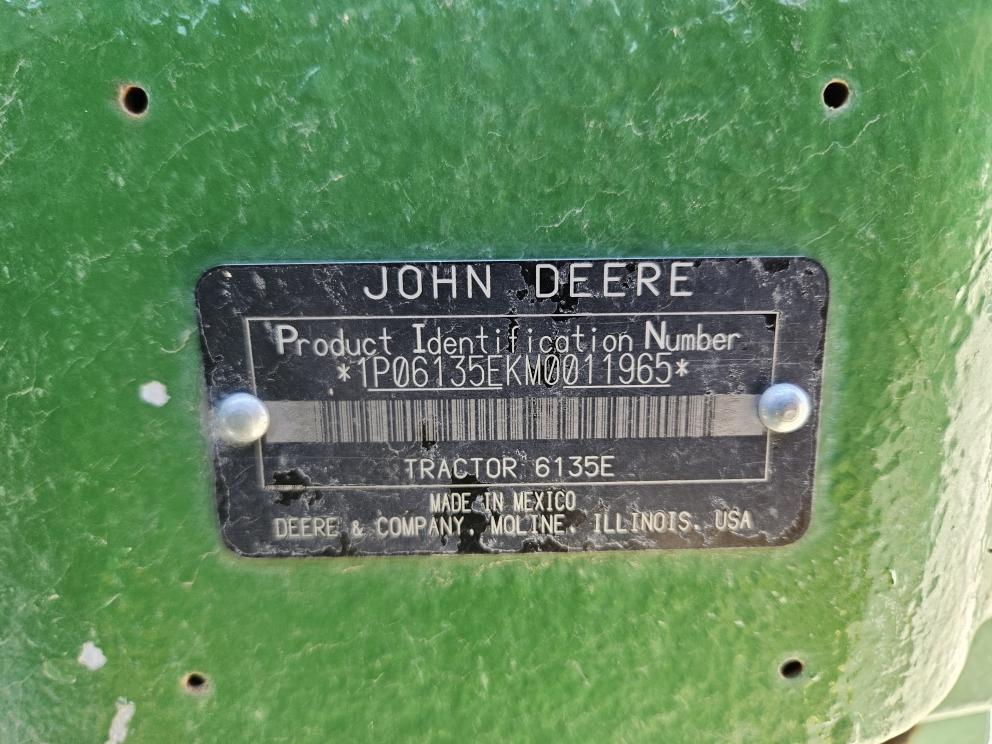 JOHN DEERE
Product Identification Number
*1P06135EKM0011965*
TRACTOR 6135E
MADE IN MEXICO
DEERE & COMPANY, MOLINE, ILLINOIS, USA